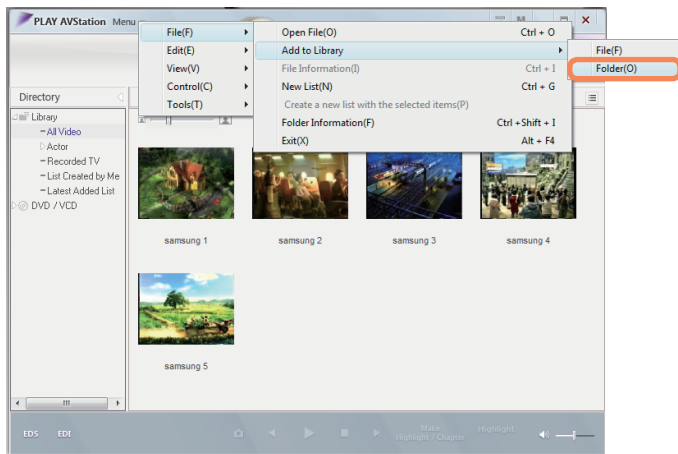 PLAY AVStation Menu
File(F)
Edit(E)
View(V)
Control(C)
Tools(T)
Open File(O) Ctrl + O
Add to Library
File Information(I) Ctrl + I
New List(N) Ctrl + G
Create a new list with the selected items(P)
Folder Information(F) Ctrl +Shift + I
Exit(X) Alt + F4
File(F)
Folder(O)
Directory
Library
All Video
Actor
Recorded TV
List Created by Me
Latest Added List
DVD / VCD
samsung 1
samsung 2
samsung 3
samsung 4
samsung 5
EDS EDI
Make
Highlight / Chapter
Highlight